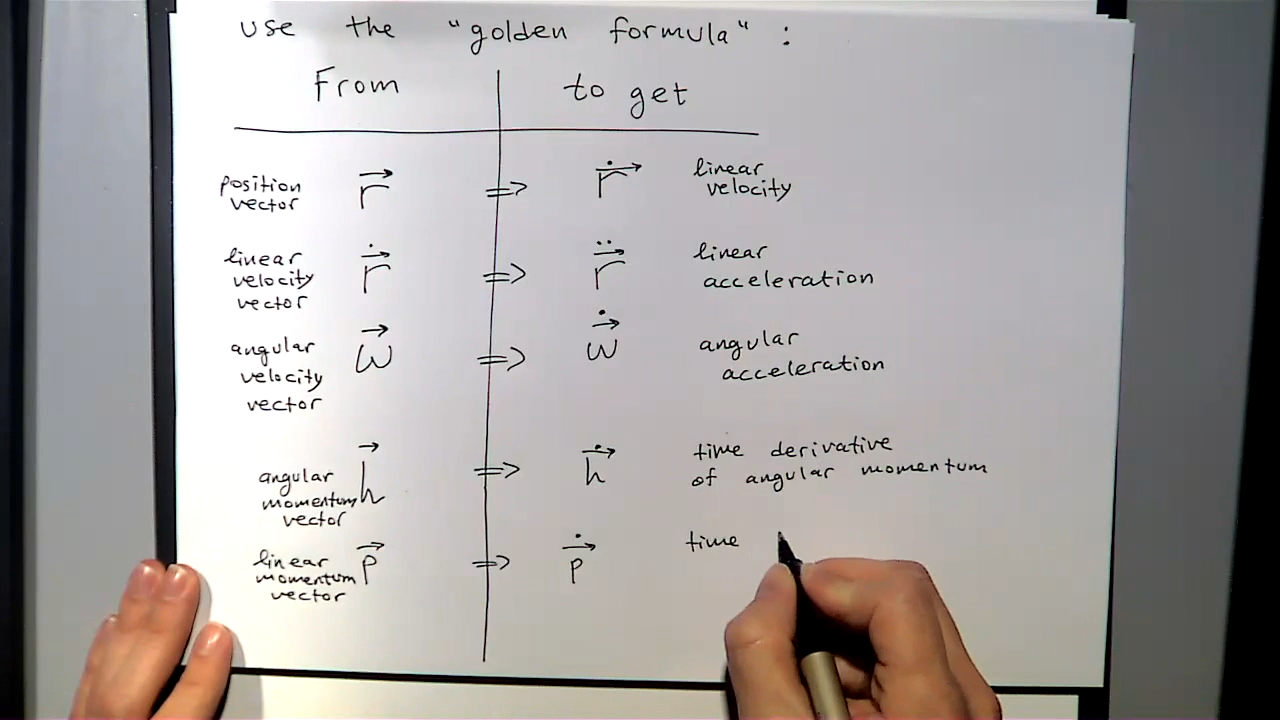 use the "golden formula" :
From to get
position vector r⃗ ⇒ ṙ⃗ linear velocity
linear velocity vector ṙ⃗ ⇒ r̈⃗ linear acceleration
angular velocity vector ω⃗ ⇒ ω̇⃗ angular acceleration
angular momentum vector h⃗ ⇒ ḣ⃗ time derivative of angular momentum
linear momentum vector p⃗ ⇒ ṗ⃗ time